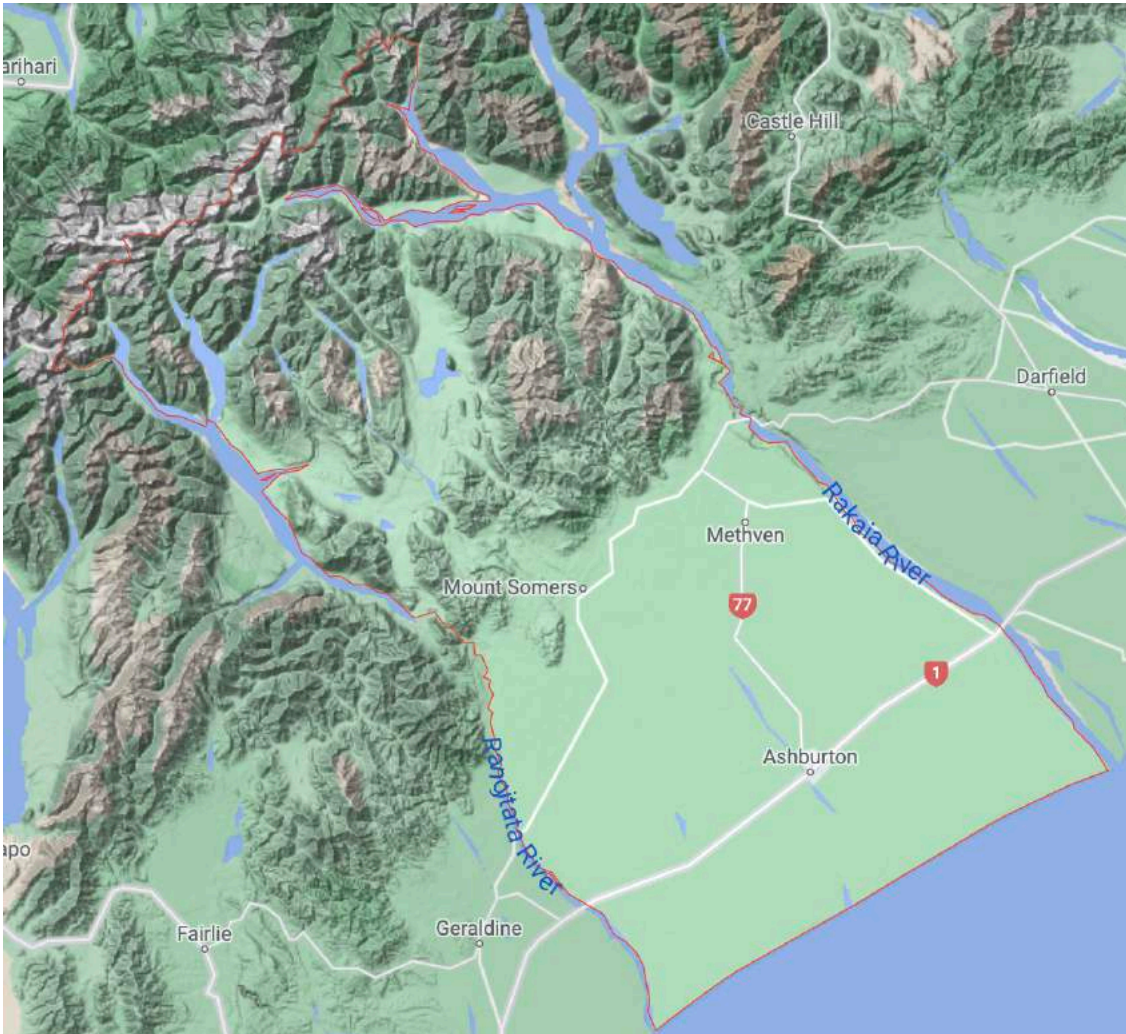 arihari
Castle Hill
Darfield
Rakaia River
Methven
Mount Somers
77
1
Rangitata River
Ashburton
apo
Geraldine
Fairlie